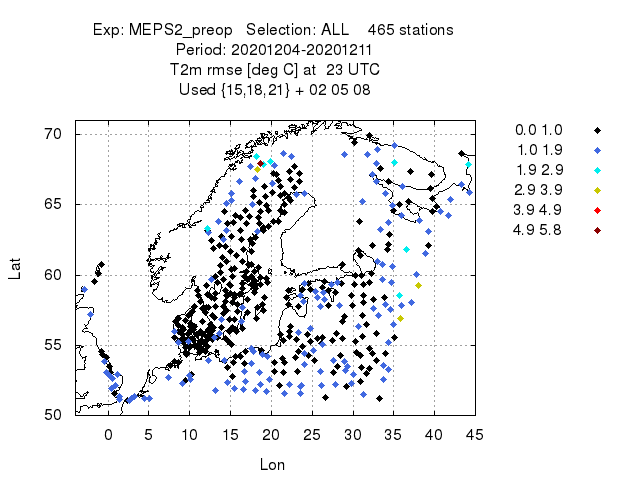 Exp: MEPS2_preop   Selection: ALL    465 stations
Period: 20201204-20201211
T2m rmse [deg C] at  23 UTC
Used {15,18,21} + 02 05 08
70
65
60
55
50
Lat
0 5 10 15 20 25 30 35 40 45
Lon
0.0 1.0
1.0 1.9
1.9 2.9
2.9 3.9
3.9 4.9
4.9 5.8